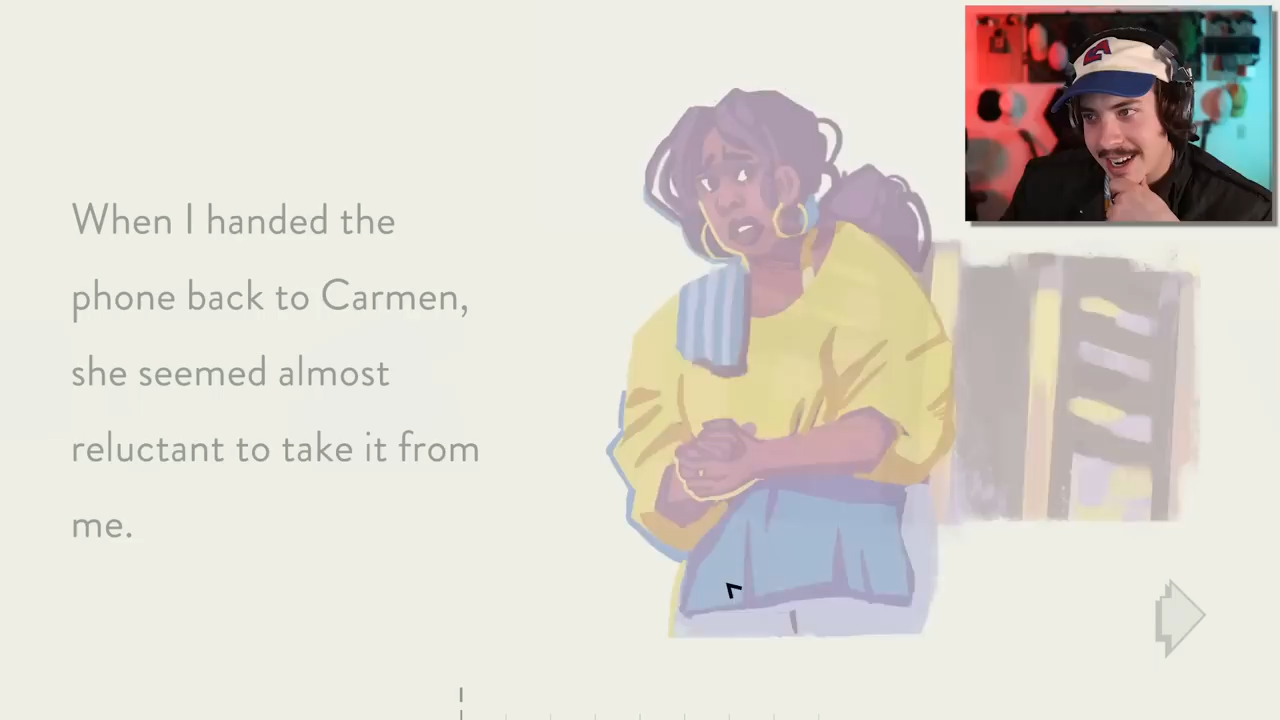 When I handed the
phone back to Carmen,
she seemed almost
reluctant to take it from
me.